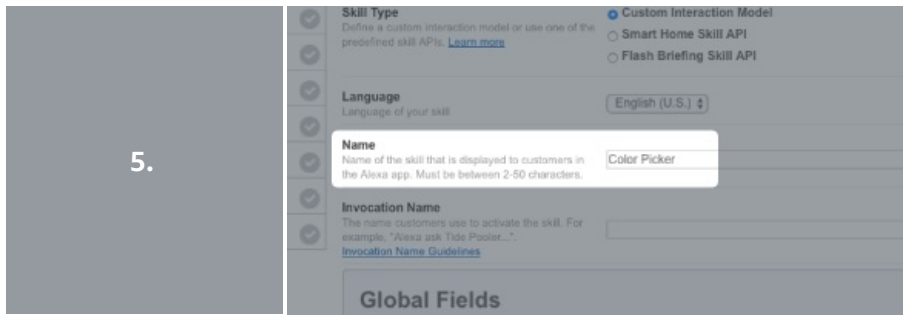 5.
Skill Type
Define a custom interaction model or use one of the
predefined skill APIs. Learn more
Custom Interaction Model
Smart Home Skill API
Flash Briefing Skill API
Language
Language of your skill
English (U.S.)
Name
Name of the skill that is displayed to customers in
the Alexa app. Must be between 2-50 characters.
Color Picker
Invocation Name
The name customers use to activate the skill. For
example, "Alexa ask Tide Pooler...".
Invocation Name Guidelines
Global Fields